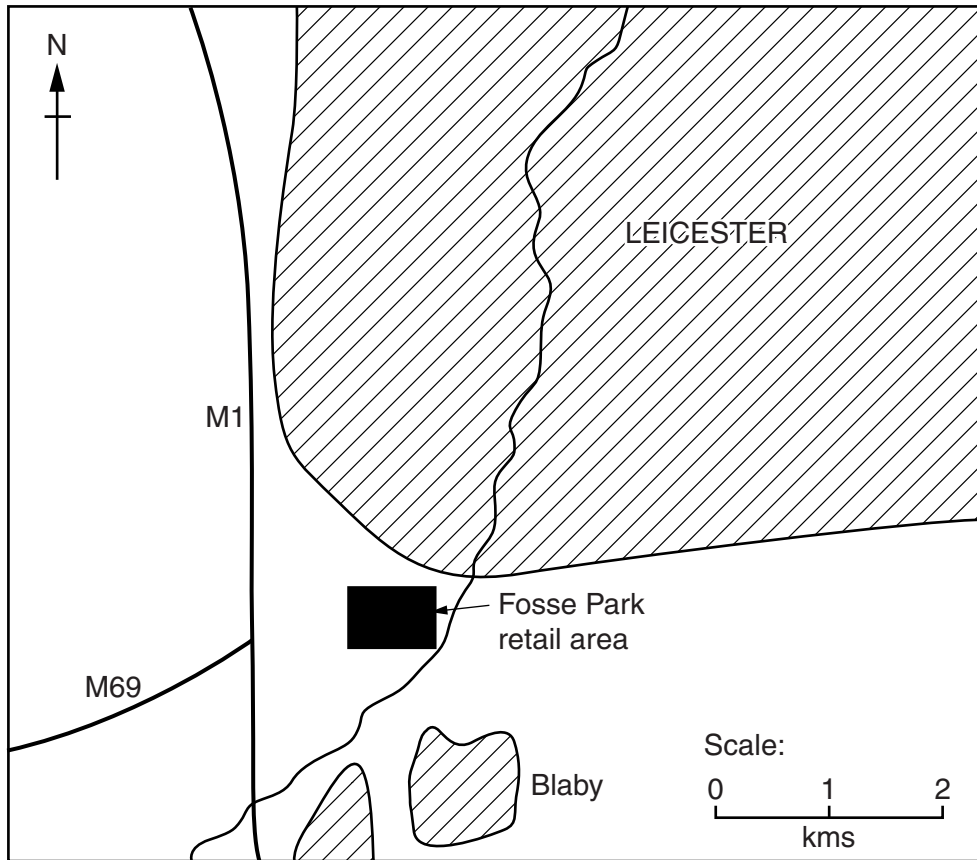 N
LEICESTER
M1
Fosse Park
retail area
M69
Scale:
Blaby
0 1 2
kms